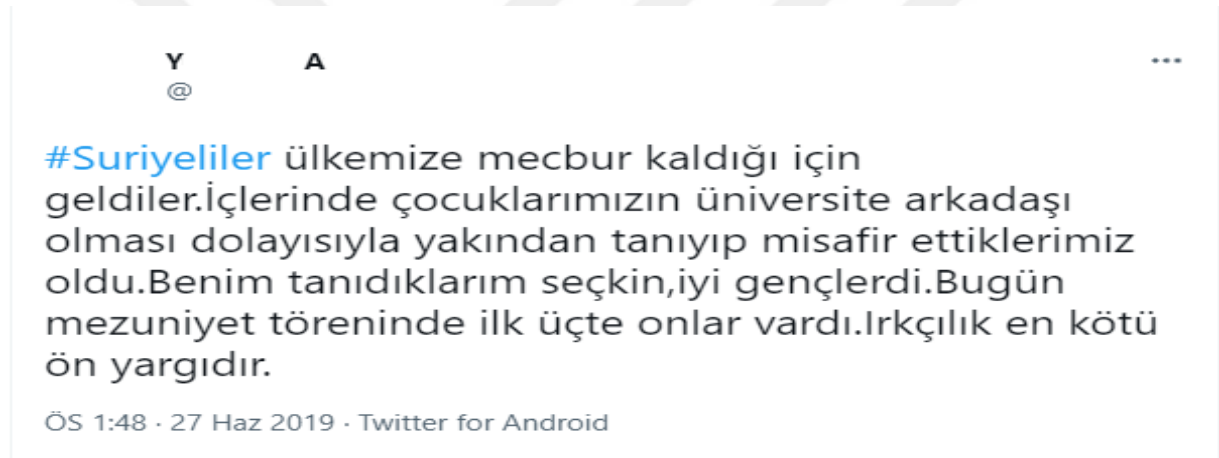 Y A
@
#Suriyeliler ülkemize mecbur kaldığı için
geldiler.İçlerinde çocuklarımızın üniversite arkadaşı
olması dolayısıyla yakından tanıyıp misafir ettiklerimiz
oldu.Benim tanıdıklarım seçkin,iyi gençlerdi.Bugün
mezuniyet töreninde ilk üçte onlar vardı.Irkçılık en kötü
ön yargıdır.
ÖS 1:48 · 27 Haz 2019 · Twitter for Android